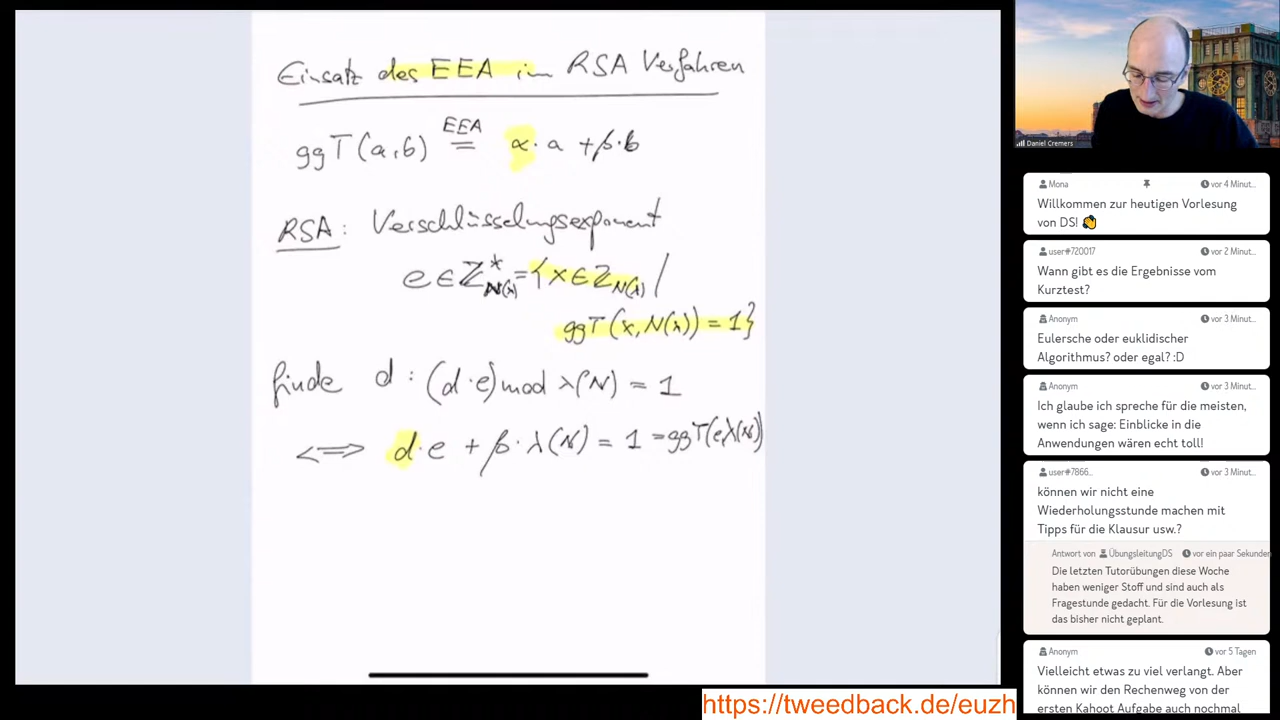 Einsatz des EEA im RSA Verfahren
EEA
ggT(a,b) = α·a + β·b
RSA: Verschlüsselungsexponent
e ∈ ℤ*N(λ) = {x ∈ ℤN(λ) |
ggT(x, N(λ)) = 1}
finde d : (d·e) mod λ(N) = 1
⟺ d·e + β·λ(N) = 1 = ggT(e,λ(N))
Daniel Cremers
Mona vor 4 Minut...
Willkommen zur heutigen Vorlesung
von DS! 👏
user#720017 vor 2 Minut...
Wann gibt es die Ergebnisse vom
Kurztest?
Anonym vor 3 Minut...
Eulersche oder euklidischer
Algorithmus? oder egal? :D
Anonym vor 3 Minut...
Ich glaube ich spreche für die meisten,
wenn ich sage: Einblicke in die
Anwendungen wären echt toll!
user#7866... vor 3 Minut...
können wir nicht eine
Wiederholungsstunde machen mit
Tipps für die Klausur usw.?
Antwort von ÜbungsleitungDS vor ein paar Sekunden
Die letzten Tutorübungen diese Woche
haben weniger Stoff und sind auch als
Fragestunde gedacht. Für die Vorlesung ist
das bisher nicht geplant.
Anonym vor 5 Tagen
Vielleicht etwas zu viel verlangt. Aber
können wir den Rechenweg von der
ersten Kahoot Aufgabe auch nochmal
https://tweedback.de/euzh